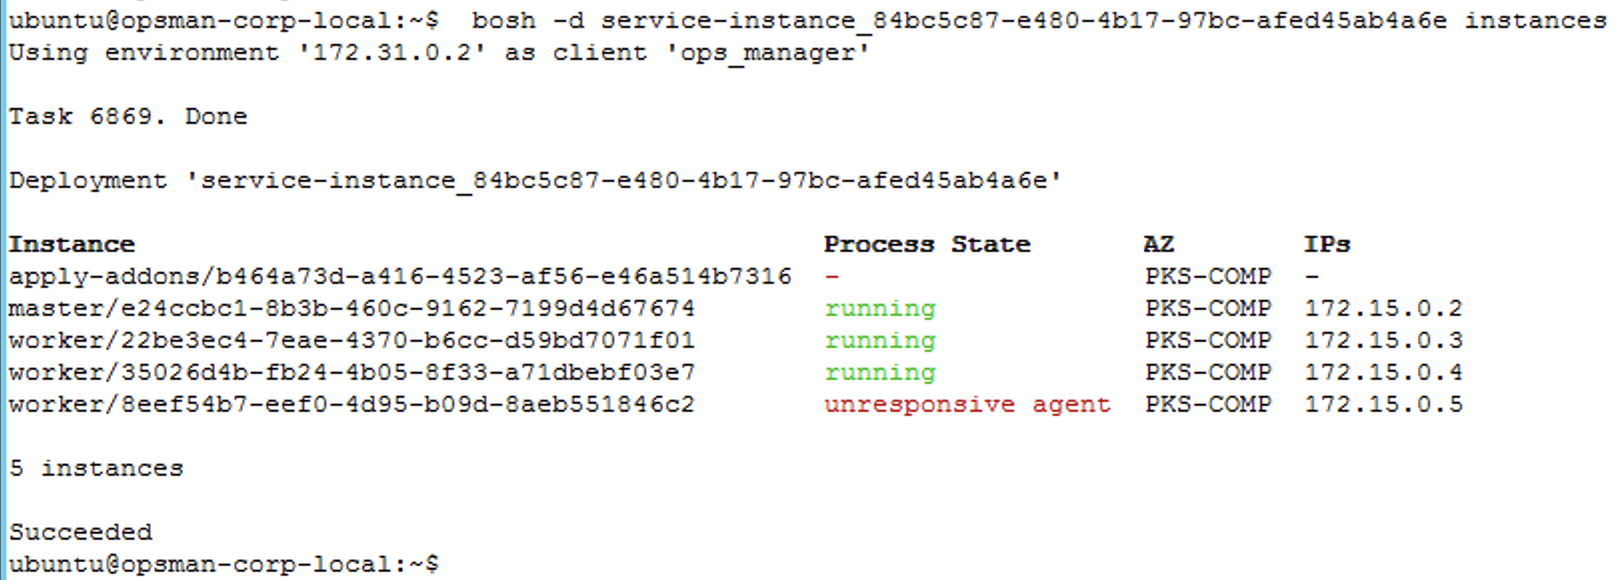 ubuntu@opsman-corp-local:~$  bosh -d service-instance_84bc5c87-e480-4b17-97bc-afed45ab4a6e instances
Using environment '172.31.0.2' as client 'ops_manager'
Task 6869. Done
Deployment 'service-instance_84bc5c87-e480-4b17-97bc-afed45ab4a6e'
Instance Process State AZ IPs
apply-addons/b464a73d-a416-4523-af56-e46a514b7316 - PKS-COMP -
master/e24ccbc1-8b3b-460c-9162-7199d4d67674 running PKS-COMP 172.15.0.2
worker/22be3ec4-7eae-4370-b6cc-d59bd7071f01 running PKS-COMP 172.15.0.3
worker/35026d4b-fb24-4b05-8f33-a71dbebf03e7 running PKS-COMP 172.15.0.4
worker/8eef54b7-eef0-4d95-b09d-8aeb551846c2 unresponsive agent PKS-COMP 172.15.0.5
5 instances
Succeeded
ubuntu@opsman-corp-local:~$